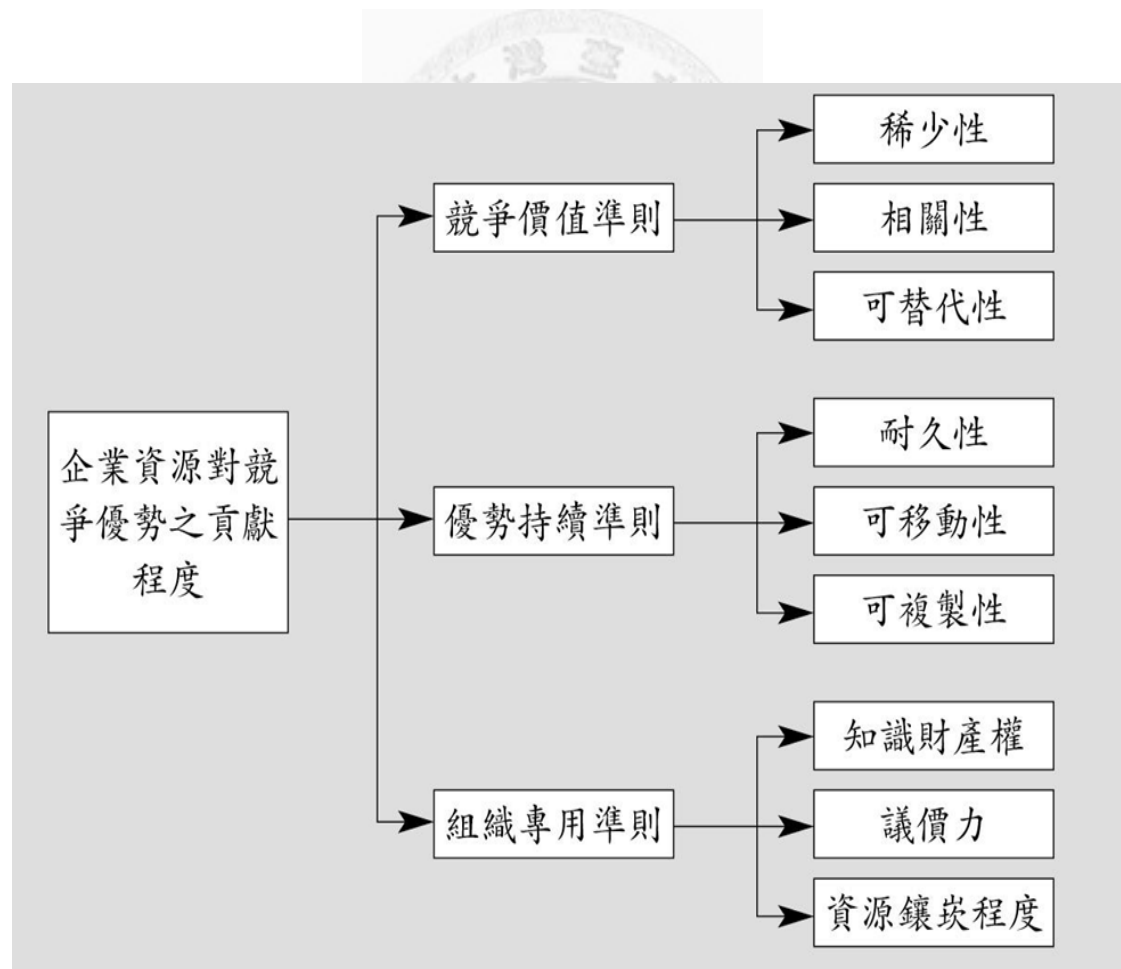 企業資源對競
爭優勢之貢獻
程度
競爭價值準則
稀少性
相關性
可替代性
優勢持續準則
耐久性
可移動性
可複製性
組織專用準則
知識財產權
議價力
資源鑲崁程度